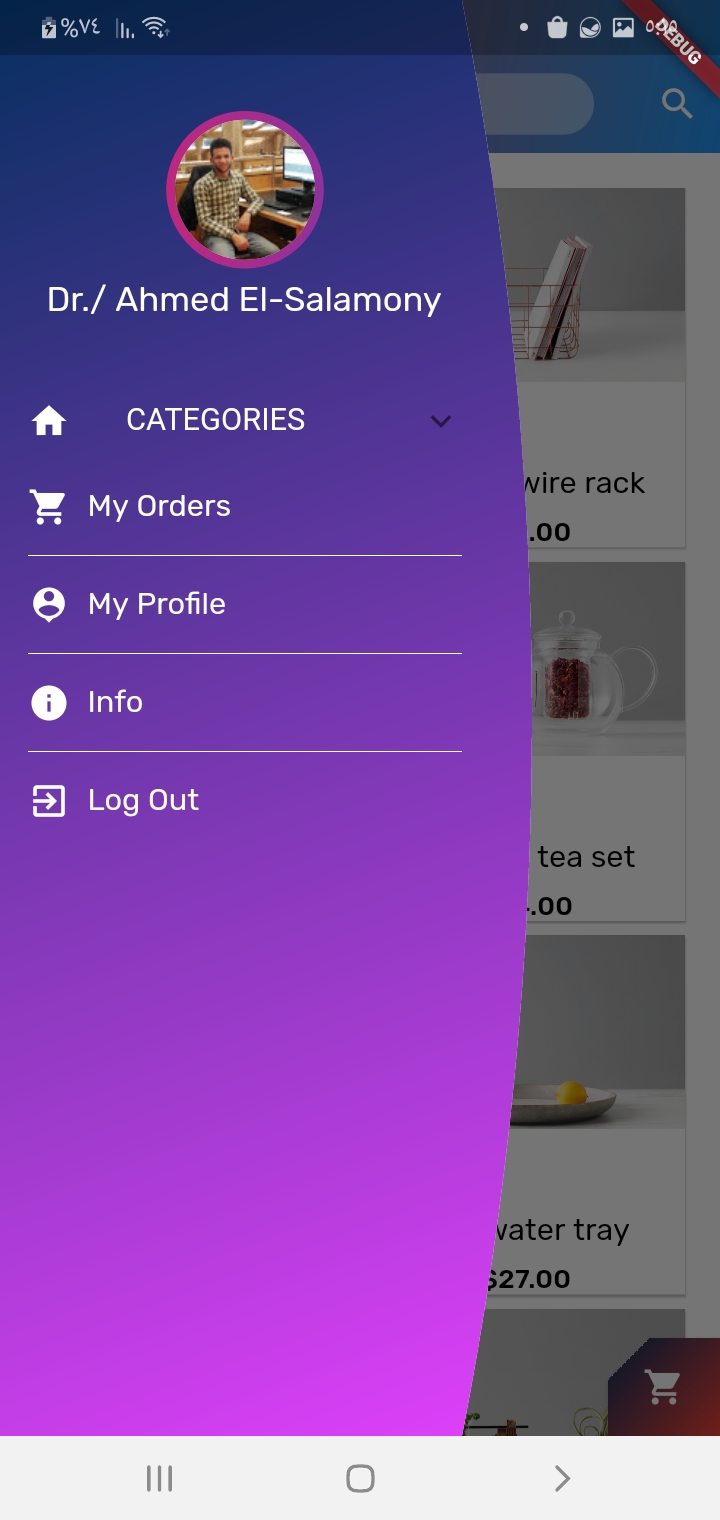 %٧٤
DEBUG
Dr./ Ahmed El-Salamony
CATEGORIES
wire rack
.00
My Orders
My Profile
Info
Log Out
tea set
.00
water tray
$27.00